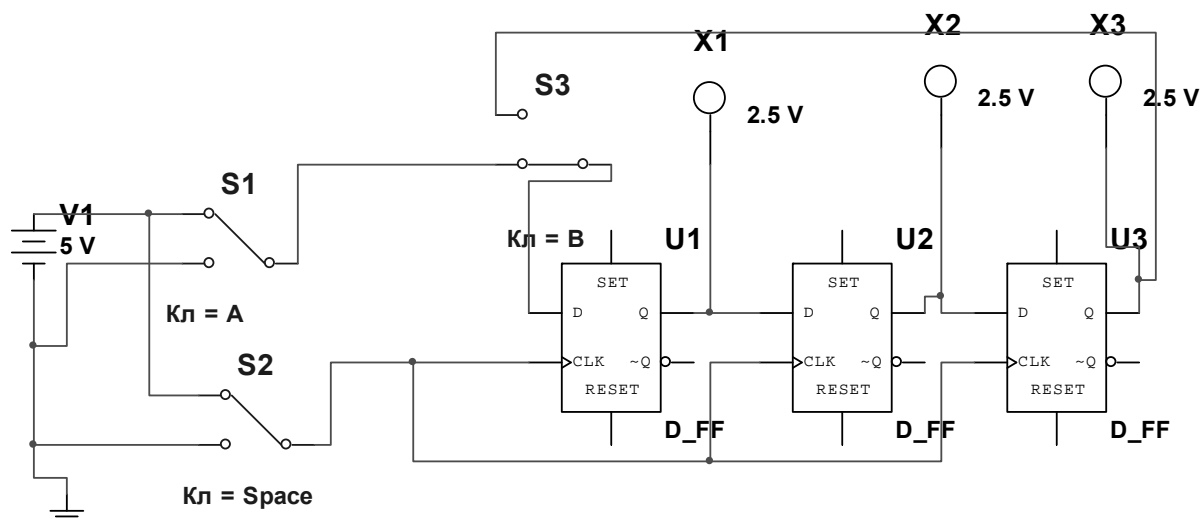 X1
X2
X3
S3
2.5 V
2.5 V
2.5 V
S1
V1
5 V
Кл = B
U1
U2
U3
SET
SET
SET
D
Q
D
Q
D
Q
Кл = A
S2
CLK
~Q
CLK
~Q
CLK
~Q
RESET
RESET
RESET
D_FF
D_FF
D_FF
Кл = Space